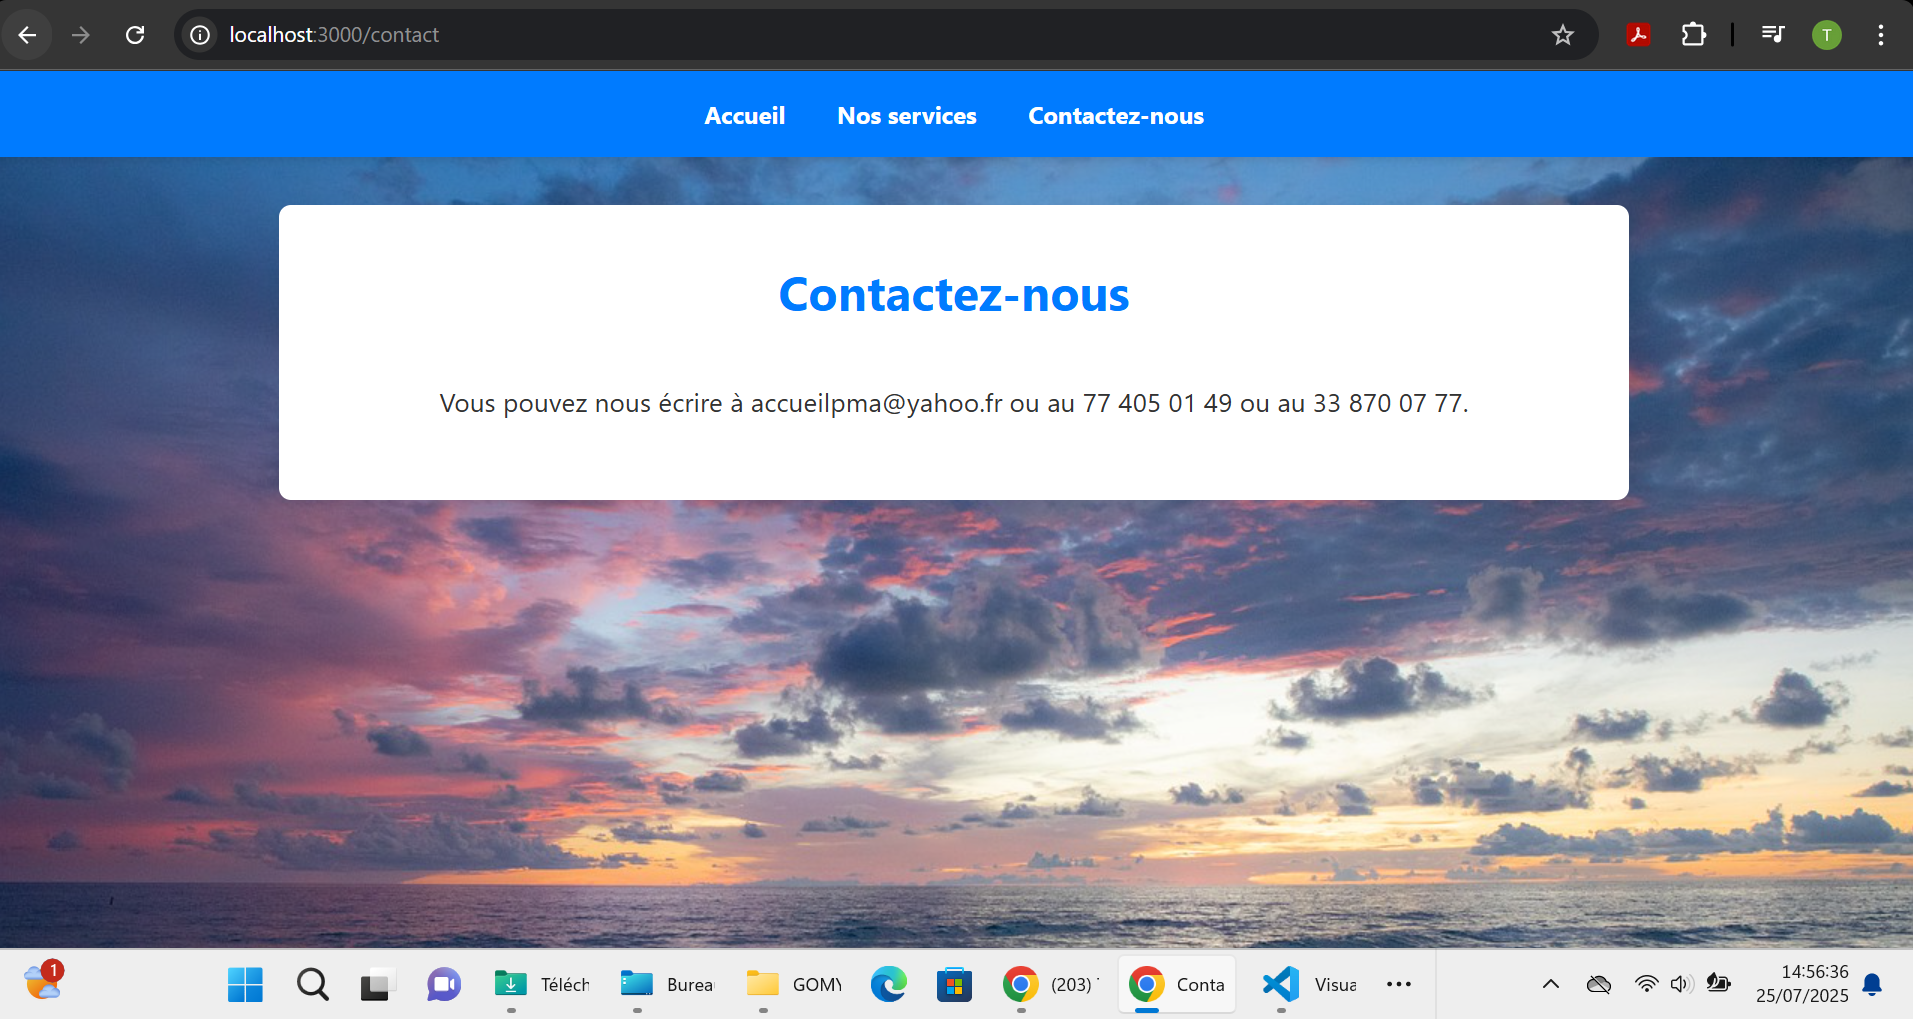 localhost:3000/contact
T
Accueil Nos services Contactez-nous
Contactez-nous
Vous pouvez nous écrire à accueilpma@yahoo.fr ou au 77 405 01 49 ou au 33 870 07 77.
1
Téléch Burea GOMY (203) Conta Visua
14:56:36
25/07/2025